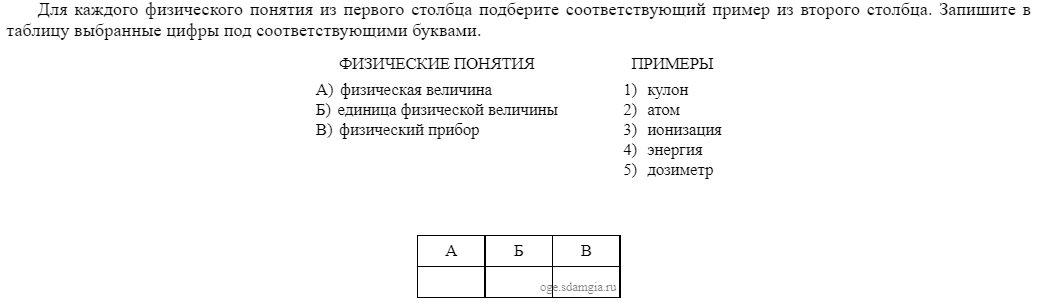 Для каждого физического понятия из первого столбца подберите соответствующий пример из второго столбца. Запишите в
таблицу выбранные цифры под соответствующими буквами.
ФИЗИЧЕСКИЕ ПОНЯТИЯ
А) физическая величина
Б) единица физической величины
В) физический прибор
ПРИМЕРЫ
1) кулон
2) атом
3) ионизация
4) энергия
5) дозиметр
А Б В
oge.sdamgia.ru